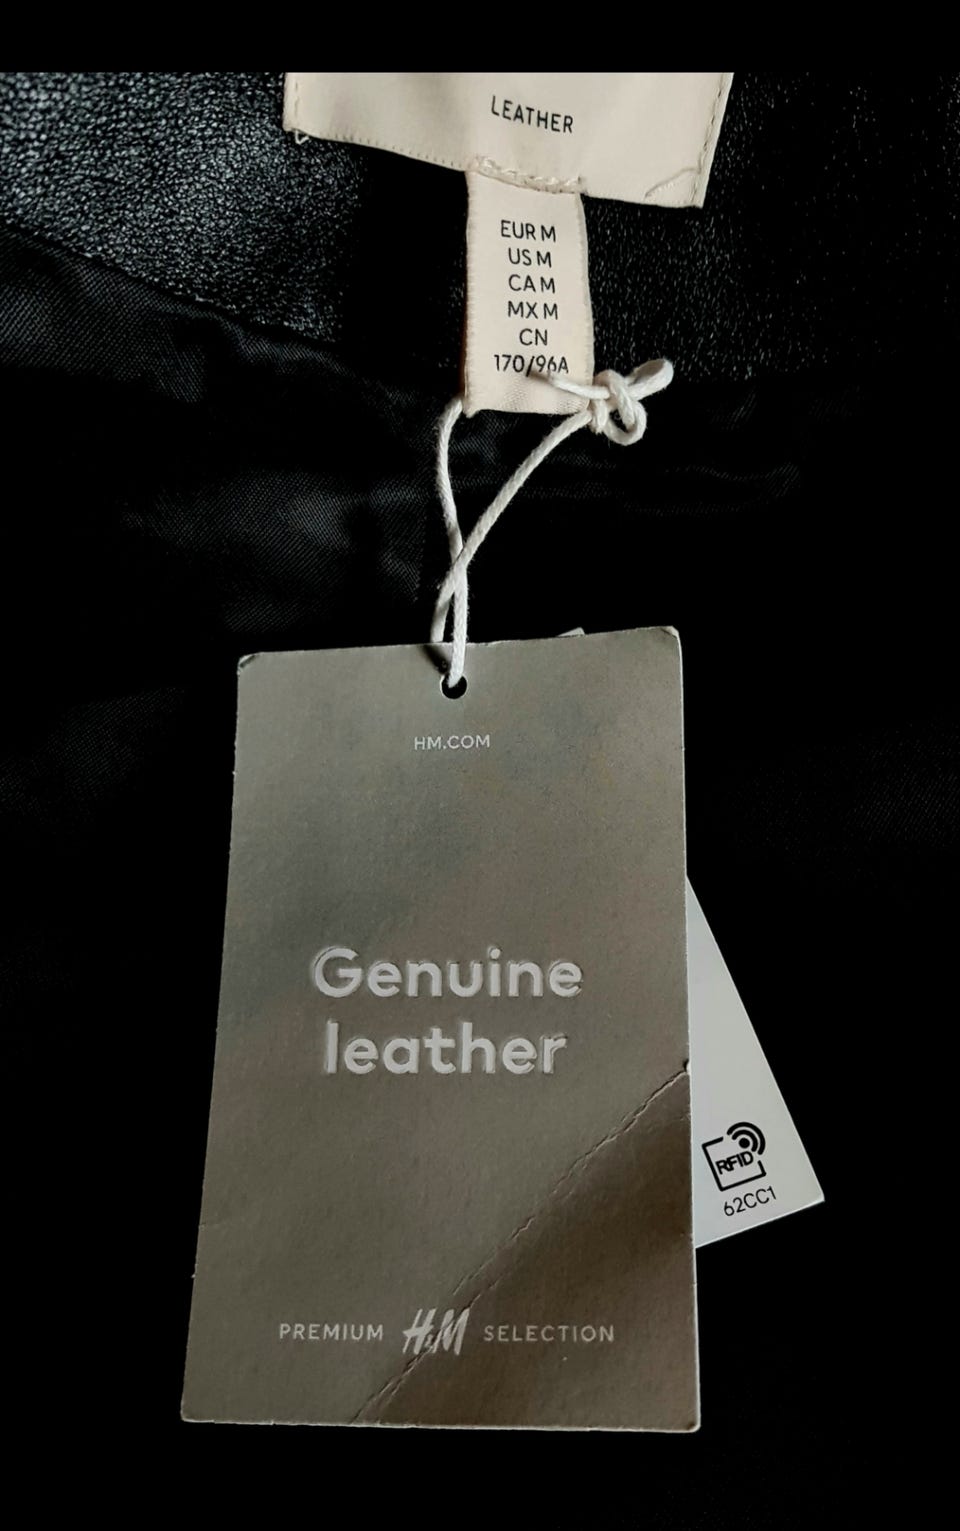 LEATHER
EUR M
US M
CA M
MX M
CN
170/96A
HM.COM
Genuine
leather
PREMIUM H&M SELECTION
RFID
62CC1